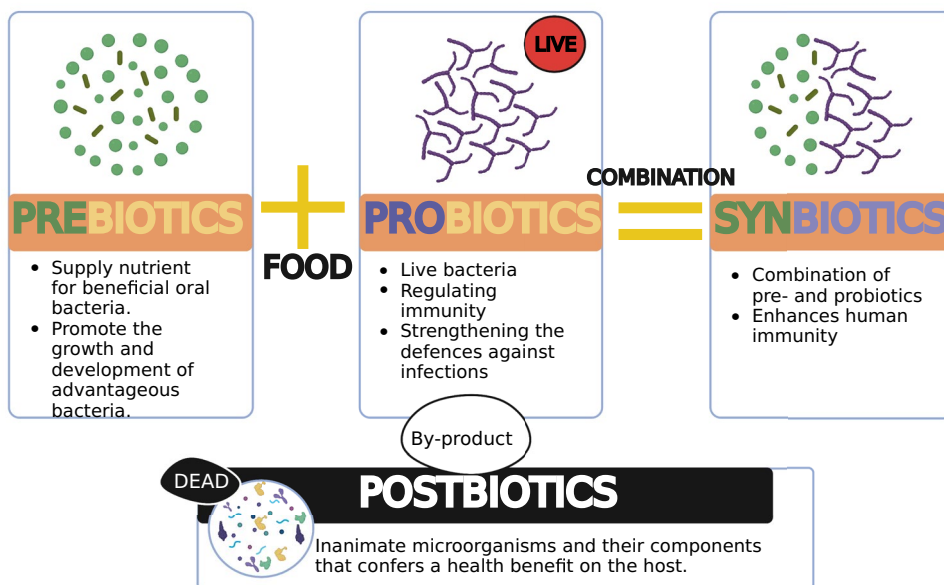 LIVE
COMBINATION
PREBIOTICS
FOOD
PROBIOTICS
SYNBIOTICS
• Supply nutrient
for beneficial oral
bacteria.
• Promote the
growth and
development of
advantageous
bacteria.
• Live bacteria
• Regulating
immunity
• Strengthening the
defences against
infections
• Combination of
pre- and probiotics
• Enhances human
immunity
By-product
DEAD
POSTBIOTICS
Inanimate microorganisms and their components
that confers a health benefit on the host.